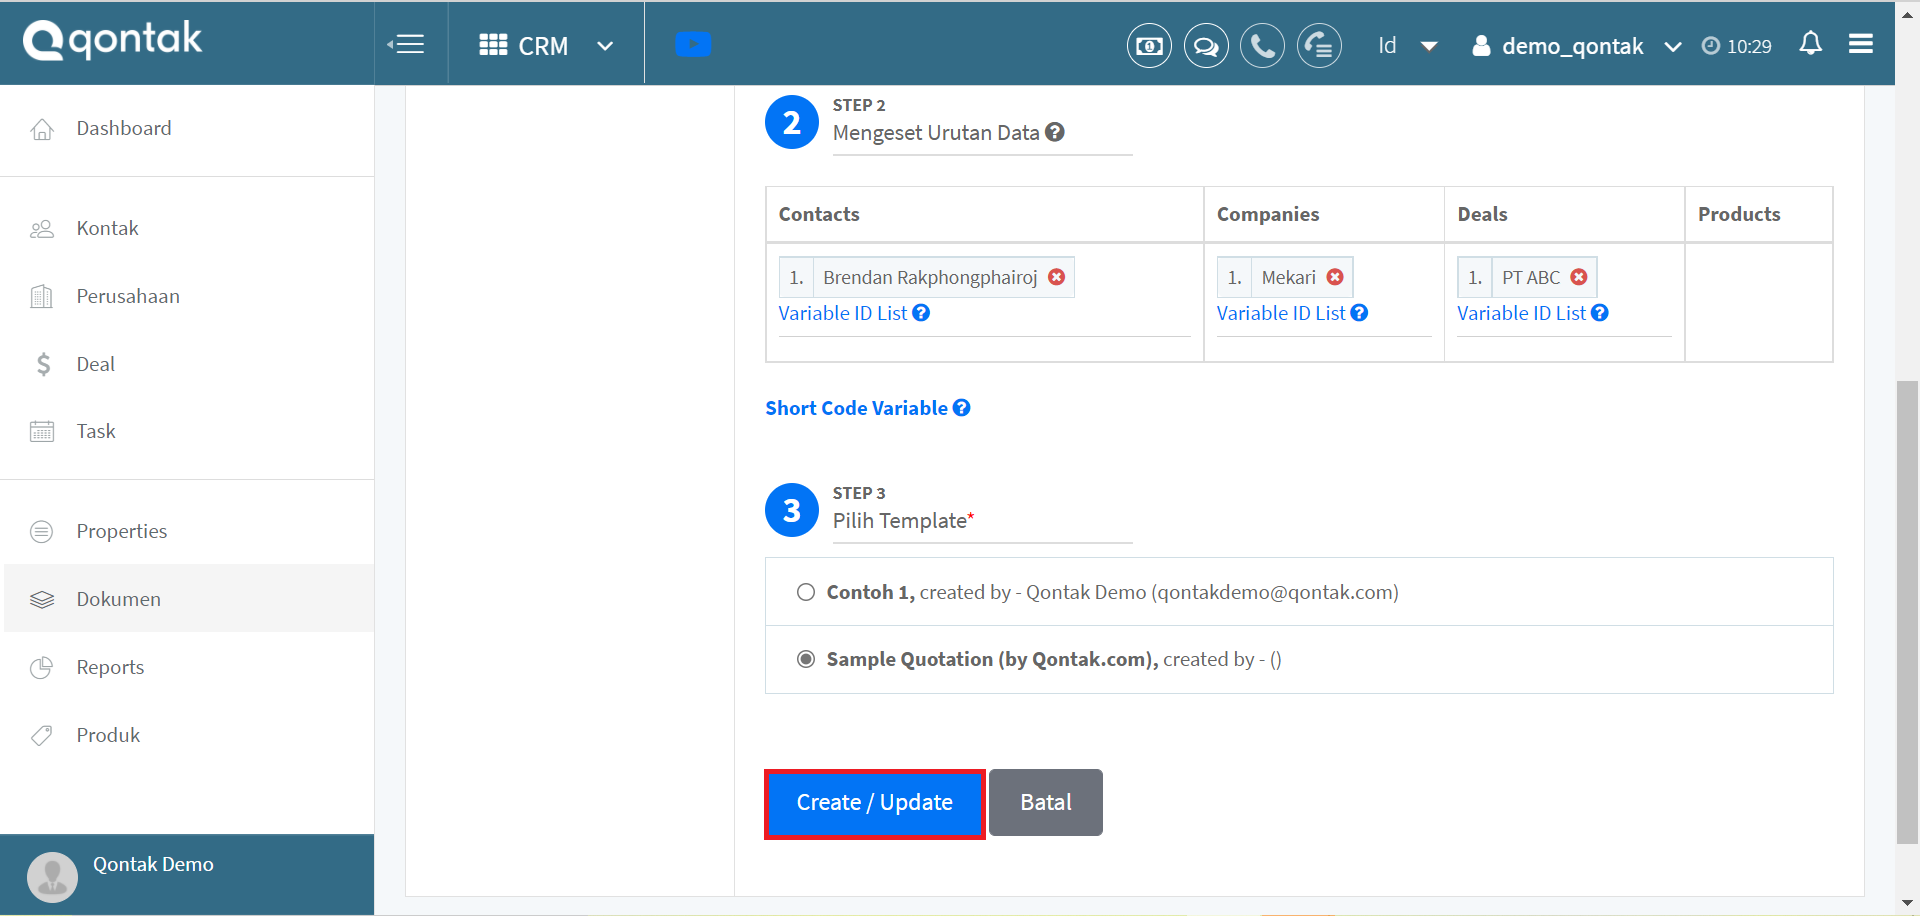 qontak
CRM
Id
demo_qontak
10:29
Dashboard
Kontak
Perusahaan
Deal
Task
Properties
Dokumen
Reports
Produk
Qontak Demo
2
STEP 2
Mengeset Urutan Data
Contacts Companies Deals Products
1. Brendan Rakphongphairoj 1. Mekari 1. PT ABC
Variable ID List Variable ID List Variable ID List
Short Code Variable
3
STEP 3
Pilih Template*
Contoh 1, created by - Qontak Demo (qontakdemo@qontak.com)
Sample Quotation (by Qontak.com), created by - ()
Create / Update Batal